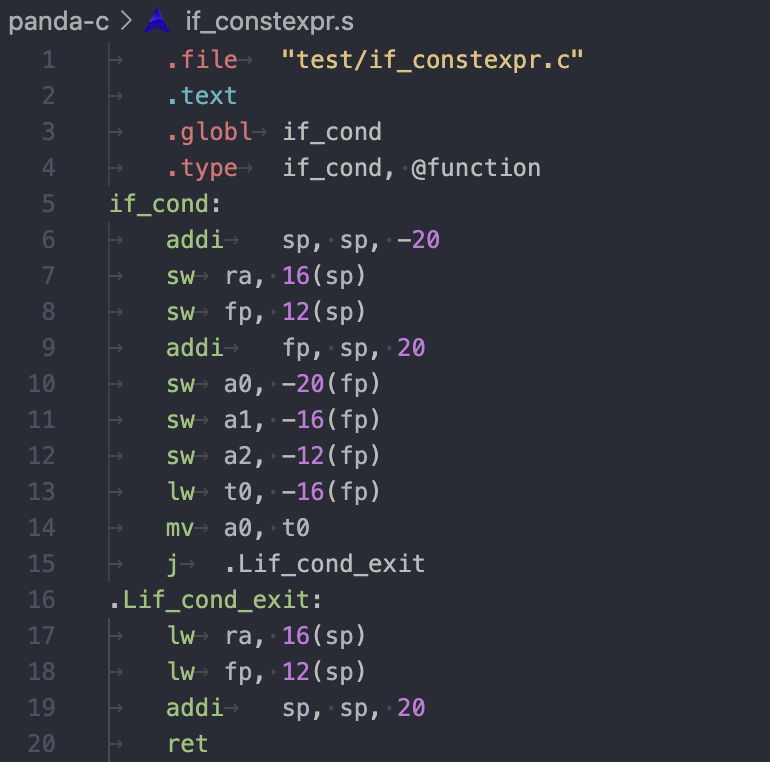 panda-c > if_constexpr.s
1 .file "test/if_constexpr.c"
2 .text
3 .globl if_cond
4 .type if_cond, @function
5 if_cond:
6 addi sp, sp, -20
7 sw ra, 16(sp)
8 sw fp, 12(sp)
9 addi fp, sp, 20
10 sw a0, -20(fp)
11 sw a1, -16(fp)
12 sw a2, -12(fp)
13 lw t0, -16(fp)
14 mv a0, t0
15 j .Lif_cond_exit
16 .Lif_cond_exit:
17 lw ra, 16(sp)
18 lw fp, 12(sp)
19 addi sp, sp, 20
20 ret